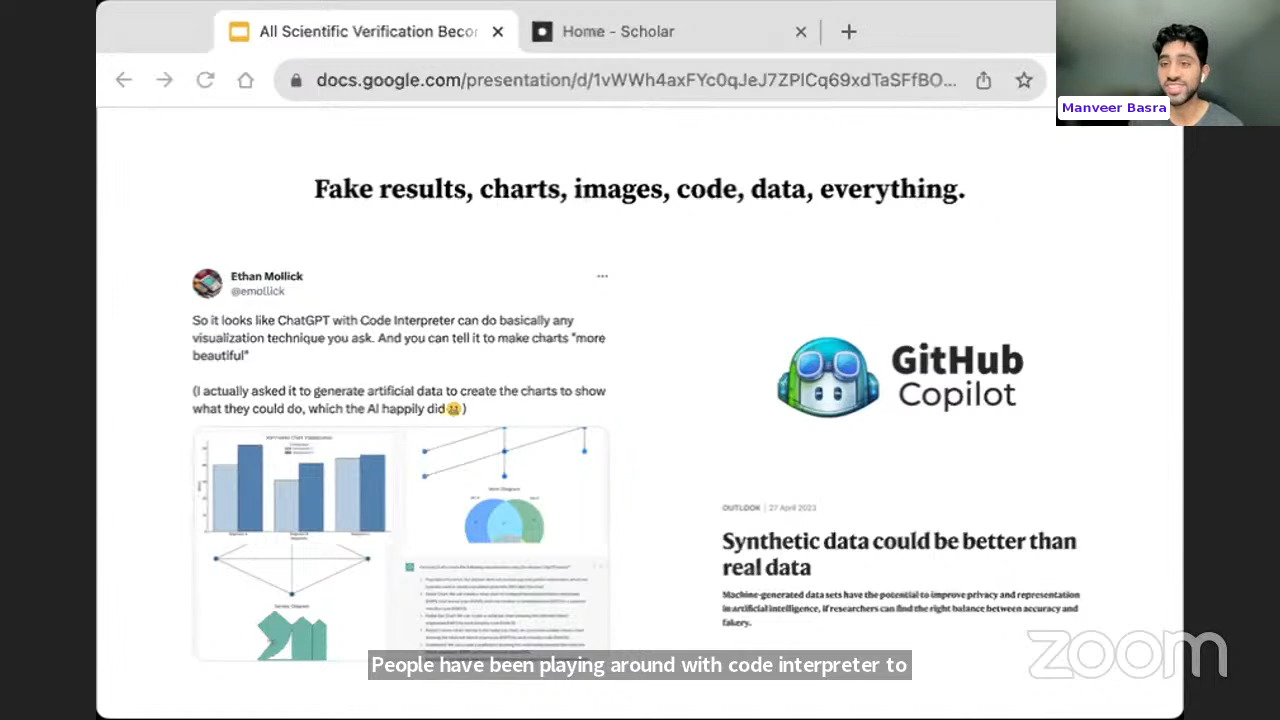 All Scientific Verification Becor
Home - Scholar
docs.google.com/presentation/d/1vWWh4axFYc0qJeJ7ZPlCq69xdTaSFfBO...
Manveer Basra
Fake results, charts, images, code, data, everything.
Ethan Mollick
@emollick
So it looks like ChatGPT with Code Interpreter can do basically any
visualization technique you ask. And you can tell it to make charts "more
beautiful"
(I actually asked it to generate artificial data to create the charts to show
what they could do, which the AI happily did😬)
GitHub
Copilot
OUTLOOK | 27 April 2023
Synthetic data could be better than
real data
Machine-generated data sets have the potential to improve privacy and representation
in artificial intelligence, if researchers can find the right balance between accuracy and
fakery.
Venn Diagram
Sankey Diagram
People have been playing around with code interpreter to
zoom